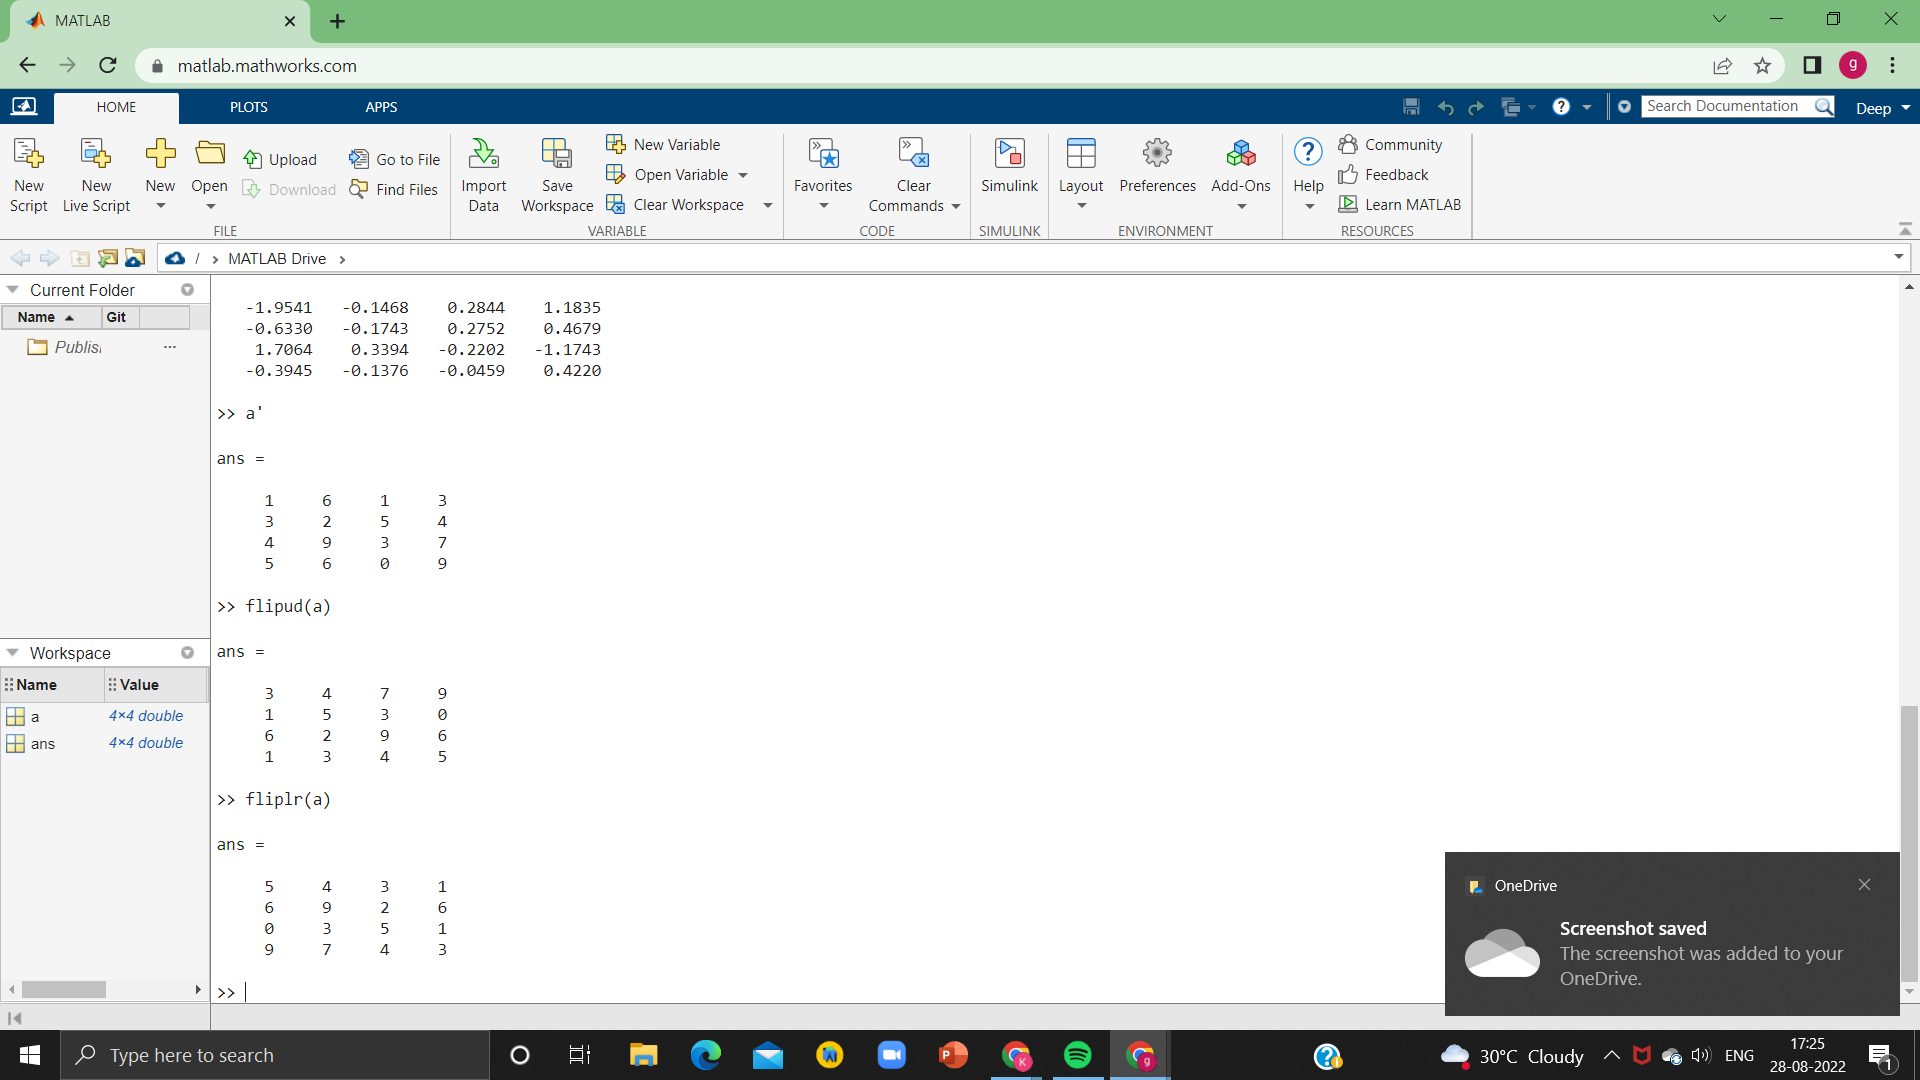 MATLAB
matlab.mathworks.com
g
HOME PLOTS APPS
Search Documentation
Deep
New Script
New Live Script
New
Open
Upload
Download
Go to File
Find Files
FILE
Import Data
Save Workspace
New Variable
Open Variable
Clear Workspace
VARIABLE
Favorites
Clear Commands
CODE
Simulink
SIMULINK
Layout
Preferences
Add-Ons
ENVIRONMENT
Help
Community
Feedback
Learn MATLAB
RESOURCES
/ › MATLAB Drive ›
Current Folder
Name Git
Publis ...
Workspace
Name Value
a 4×4 double
ans 4×4 double
-1.9541 -0.1468 0.2844 1.1835
-0.6330 -0.1743 0.2752 0.4679
1.7064 0.3394 -0.2202 -1.1743
-0.3945 -0.1376 -0.0459 0.4220
>> a'
ans =
1 6 1 3
3 2 5 4
4 9 3 7
5 6 0 9
>> flipud(a)
ans =
3 4 7 9
1 5 3 0
6 2 9 6
1 3 4 5
>> fliplr(a)
ans =
5 4 3 1
6 9 2 6
0 3 5 1
9 7 4 3
>>
OneDrive
Screenshot saved
The screenshot was added to your
OneDrive.
Type here to search
30°C Cloudy
ENG
17:25
28-08-2022
1